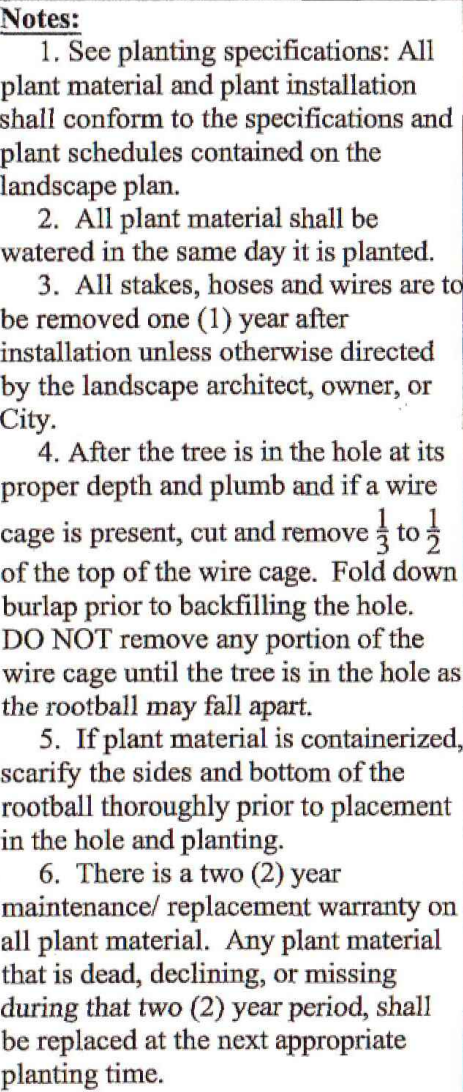 Notes:
1. See planting specifications: All
plant material and plant installation
shall conform to the specifications and
plant schedules contained on the
landscape plan.
2. All plant material shall be
watered in the same day it is planted.
3. All stakes, hoses and wires are to
be removed one (1) year after
installation unless otherwise directed
by the landscape architect, owner, or
City.
4. After the tree is in the hole at its
proper depth and plumb and if a wire
cage is present, cut and remove 1/3 to 1/2
of the top of the wire cage. Fold down
burlap prior to backfilling the hole.
DO NOT remove any portion of the
wire cage until the tree is in the hole as
the rootball may fall apart.
5. If plant material is containerized,
scarify the sides and bottom of the
rootball thoroughly prior to placement
in the hole and planting.
6. There is a two (2) year
maintenance/ replacement warranty on
all plant material. Any plant material
that is dead, declining, or missing
during that two (2) year period, shall
be replaced at the next appropriate
planting time.